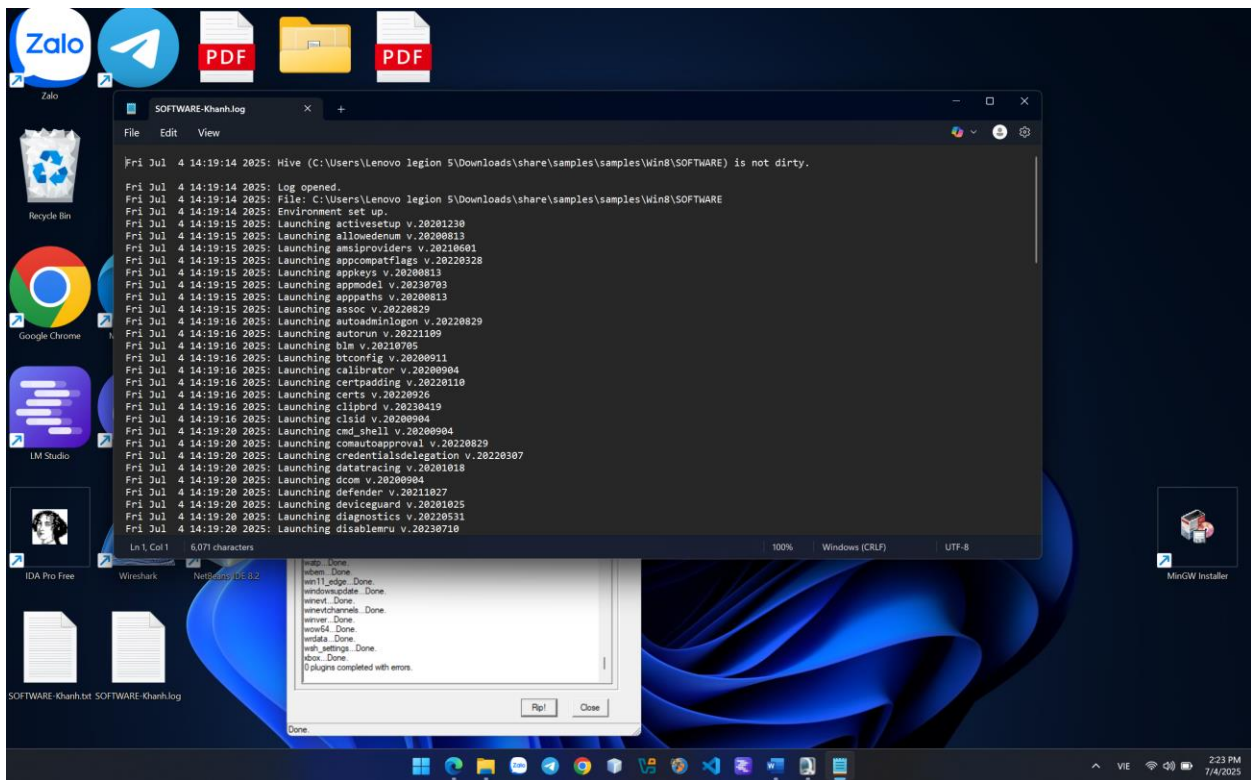 Zalo
PDF
PDF
Zalo
SOFTWARE-Khanh.log
File Edit View
Fri Jul 4 14:19:14 2025: Hive (C:\Users\Lenovo legion 5\Downloads\share\samples\samples\Win8\SOFTWARE) is not dirty.
Fri Jul 4 14:19:14 2025: Log opened.
Fri Jul 4 14:19:14 2025: File: C:\Users\Lenovo legion 5\Downloads\share\samples\samples\Win8\SOFTWARE
Fri Jul 4 14:19:14 2025: Environment set up.
Fri Jul 4 14:19:15 2025: Launching activesetup v.20201230
Fri Jul 4 14:19:15 2025: Launching allowedenum v.20200813
Fri Jul 4 14:19:15 2025: Launching amsiproviders v.20210601
Fri Jul 4 14:19:15 2025: Launching appcompatflags v.20220328
Fri Jul 4 14:19:15 2025: Launching appkeys v.20200813
Fri Jul 4 14:19:15 2025: Launching appmodel v.20230703
Fri Jul 4 14:19:15 2025: Launching apppaths v.20200813
Fri Jul 4 14:19:15 2025: Launching assoc v.20220829
Fri Jul 4 14:19:16 2025: Launching autoadminlogon v.20220829
Fri Jul 4 14:19:16 2025: Launching autorun v.20221109
Fri Jul 4 14:19:16 2025: Launching blm v.20210705
Fri Jul 4 14:19:16 2025: Launching btconfig v.20200911
Fri Jul 4 14:19:16 2025: Launching calibrator v.20200904
Fri Jul 4 14:19:16 2025: Launching certpadding v.20220110
Fri Jul 4 14:19:16 2025: Launching certs v.20220926
Fri Jul 4 14:19:16 2025: Launching clipbrd v.20230419
Fri Jul 4 14:19:16 2025: Launching clsid v.20200904
Fri Jul 4 14:19:20 2025: Launching cmd_shell v.20200904
Fri Jul 4 14:19:20 2025: Launching comautoapproval v.20220829
Fri Jul 4 14:19:20 2025: Launching credentialsdelegation v.20220307
Fri Jul 4 14:19:20 2025: Launching datatracing v.20201018
Fri Jul 4 14:19:20 2025: Launching dcom v.20200904
Fri Jul 4 14:19:20 2025: Launching defender v.20211027
Fri Jul 4 14:19:20 2025: Launching deviceguard v.20201025
Fri Jul 4 14:19:20 2025: Launching diagnostics v.20220531
Fri Jul 4 14:19:20 2025: Launching disablemru v.20230710
Ln 1, Col 1 6,071 characters 100% Windows (CRLF) UTF-8
Recycle Bin
Google Chrome
LM Studio
IDA Pro Free
Wireshark
NetBeans IDE 8.2
MinGW Installer
SOFTWARE-Khanh.txt
SOFTWARE-Khanh.log
wbem...Done.
win11_edge...Done.
windowsupdate...Done.
winevt...Done.
winevtchannels...Done.
winver...Done.
wow64...Done.
wrdata...Done.
wsh_settings...Done.
xbox...Done.
0 plugins completed with errors.
Rip! Close
Done.
Zalo
VIE
2:23 PM
7/4/2025